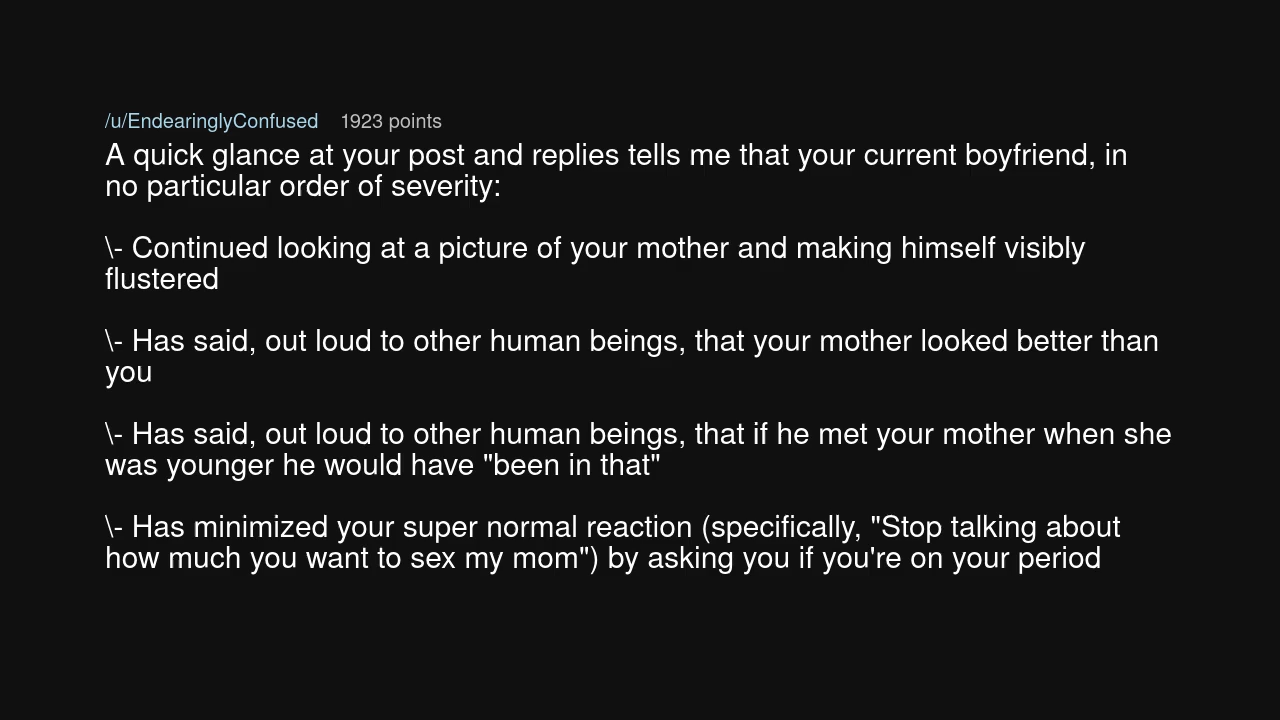 /u/EndearinglyConfused 1923 points
A quick glance at your post and replies tells me that your current boyfriend, in
no particular order of severity:
\- Continued looking at a picture of your mother and making himself visibly
flustered
\- Has said, out loud to other human beings, that your mother looked better than
you
\- Has said, out loud to other human beings, that if he met your mother when she
was younger he would have "been in that"
\- Has minimized your super normal reaction (specifically, "Stop talking about
how much you want to sex my mom") by asking you if you're on your period